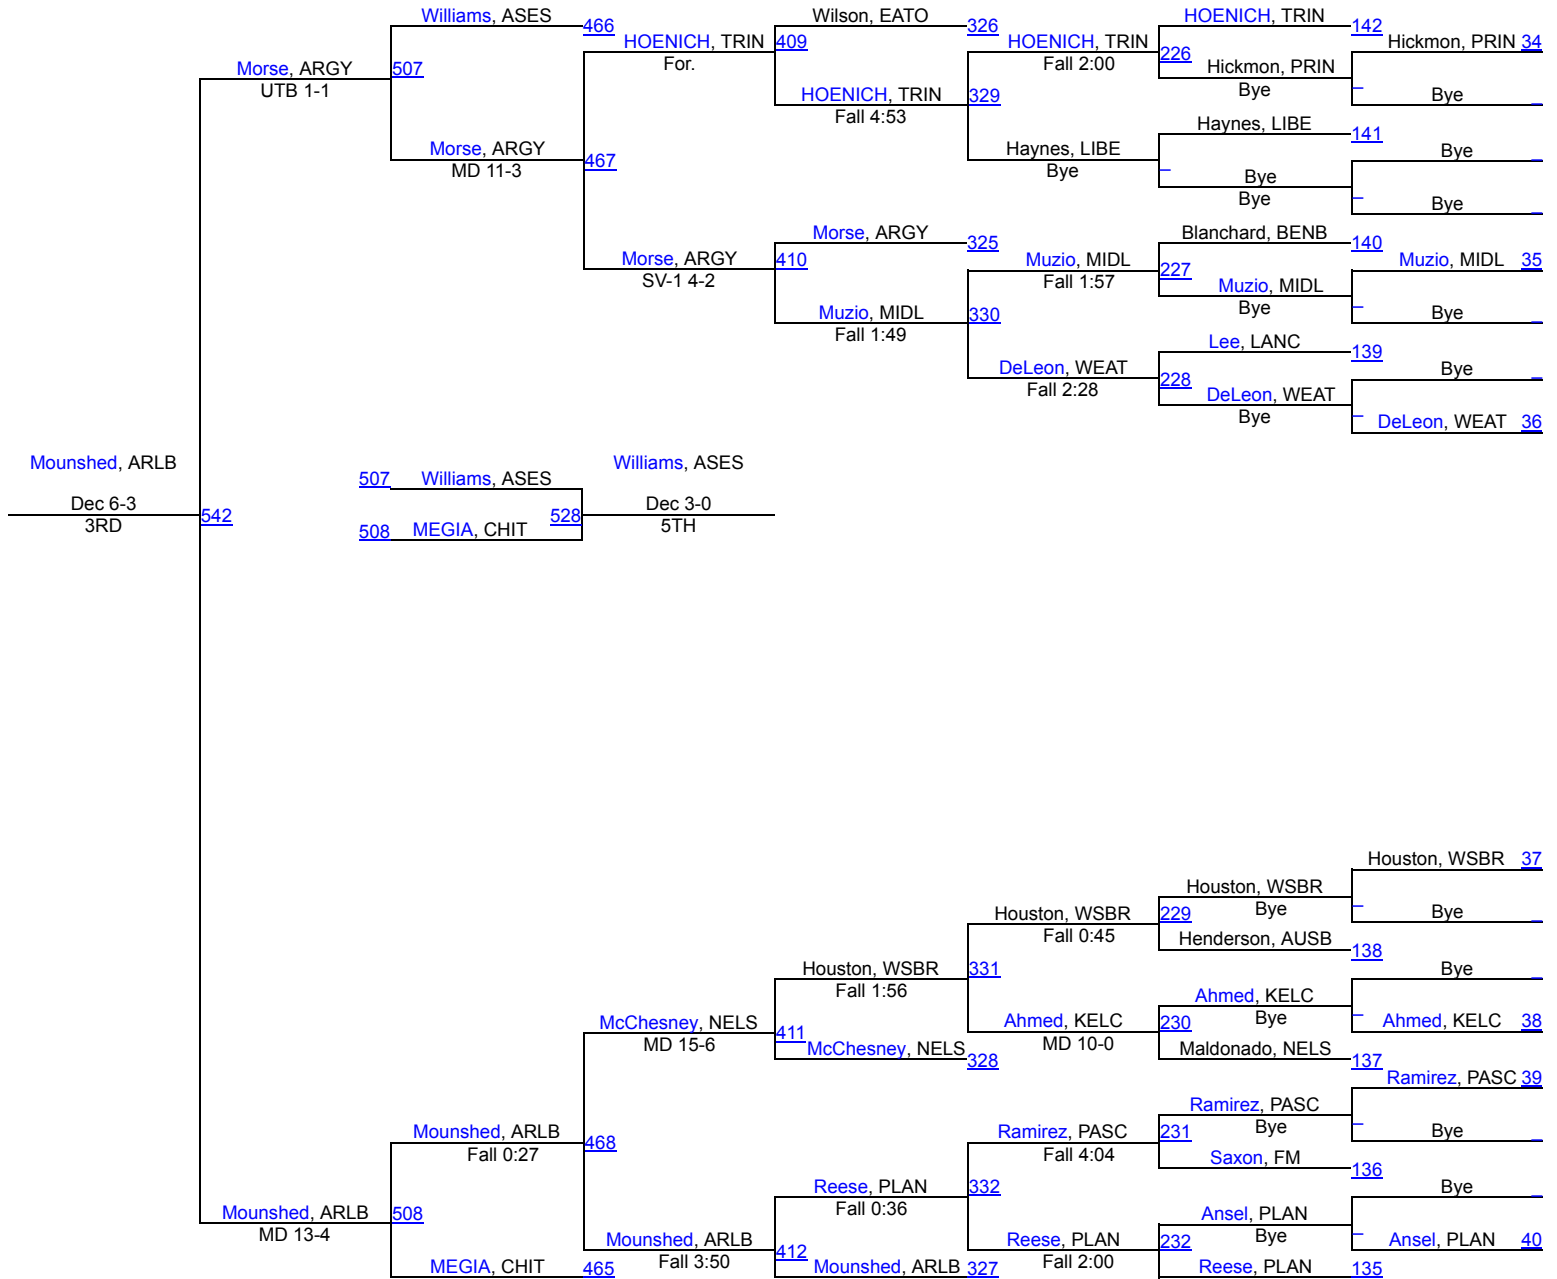 Williams, ASES 466
Wilson, EATO 326
HOENICH, TRIN 142
HOENICH, TRIN 409
HOENICH, TRIN
Hickmon, PRIN 34
For.
Fall 2:00
226
Morse, ARGY 507
Hickmon, PRIN
UTB 1-1
Bye
HOENICH, TRIN 329
Bye
Fall 4:53
Haynes, LIBE 141
Morse, ARGY 467
Haynes, LIBE
Bye
MD 11-3
Bye
Bye
Bye
Bye
Morse, ARGY 325
Blanchard, BENB 140
Morse, ARGY 410
Muzio, MIDL 227
Muzio, MIDL 35
SV-1 4-2
Fall 1:57
Muzio, MIDL
Bye
Muzio, MIDL 330
Bye
Fall 1:49
Lee, LANC 139
DeLeon, WEAT 228
Bye
Fall 2:28
DeLeon, WEAT
Bye
DeLeon, WEAT 36
Mounshed, ARLB
Williams, ASES
507 Williams, ASES
Dec 6-3
542
528
Dec 3-0
3RD
508 MEGIA, CHIT
5TH
Houston, WSBR 37
Houston, WSBR
Houston, WSBR 229
Bye
Bye
Fall 0:45
Henderson, AUSB 138
Houston, WSBR 331
Bye
Fall 1:56
Ahmed, KELC
McChesney, NELS 411
Ahmed, KELC 230
Bye
Ahmed, KELC 38
MD 15-6
McChesney, NELS 328
MD 10-0
Maldonado, NELS 137
Ramirez, PASC 39
Ramirez, PASC
Mounshed, ARLB 468
Ramirez, PASC 231
Bye
Bye
Fall 0:27
Fall 4:04
Saxon, FM 136
Reese, PLAN 332
Bye
Fall 0:36
Mounshed, ARLB 508
Ansel, PLAN
MD 13-4
Mounshed, ARLB 412
Reese, PLAN 232
Bye
Ansel, PLAN 40
Fall 3:50
Fall 2:00
MEGIA, CHIT 465
Mounshed, ARLB 327
Reese, PLAN 135